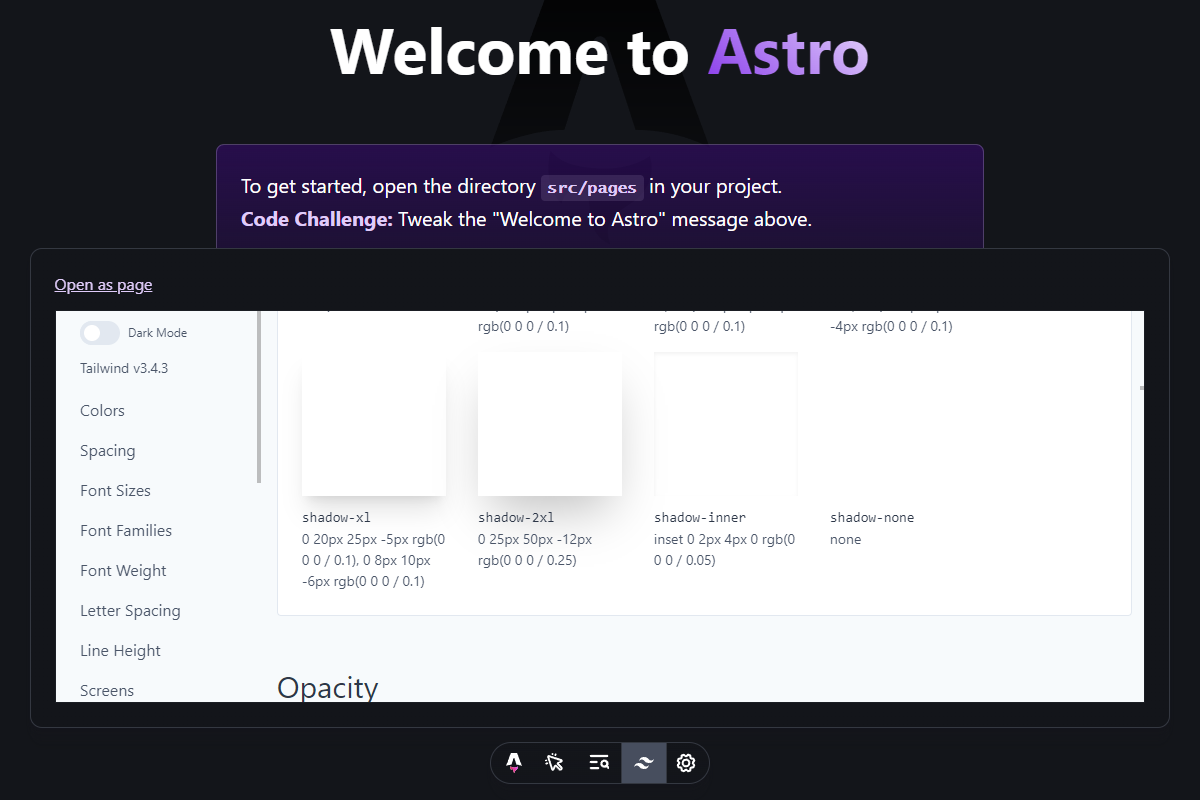 Welcome to Astro
To get started, open the directory src/pages in your project.
Code Challenge: Tweak the "Welcome to Astro" message above.
Open as page
Dark Mode
Tailwind v3.4.3
Colors
Spacing
Font Sizes
Font Families
Font Weight
Letter Spacing
Line Height
Screens
rgb(0 0 0 / 0.1)
rgb(0 0 0 / 0.1)
-4px rgb(0 0 0 / 0.1)
shadow-xl
0 20px 25px -5px rgb(0
0 0 / 0.1), 0 8px 10px
-6px rgb(0 0 0 / 0.1)
shadow-2xl
0 25px 50px -12px
rgb(0 0 0 / 0.25)
shadow-inner
inset 0 2px 4px 0 rgb(0
0 0 / 0.05)
shadow-none
none
Opacity